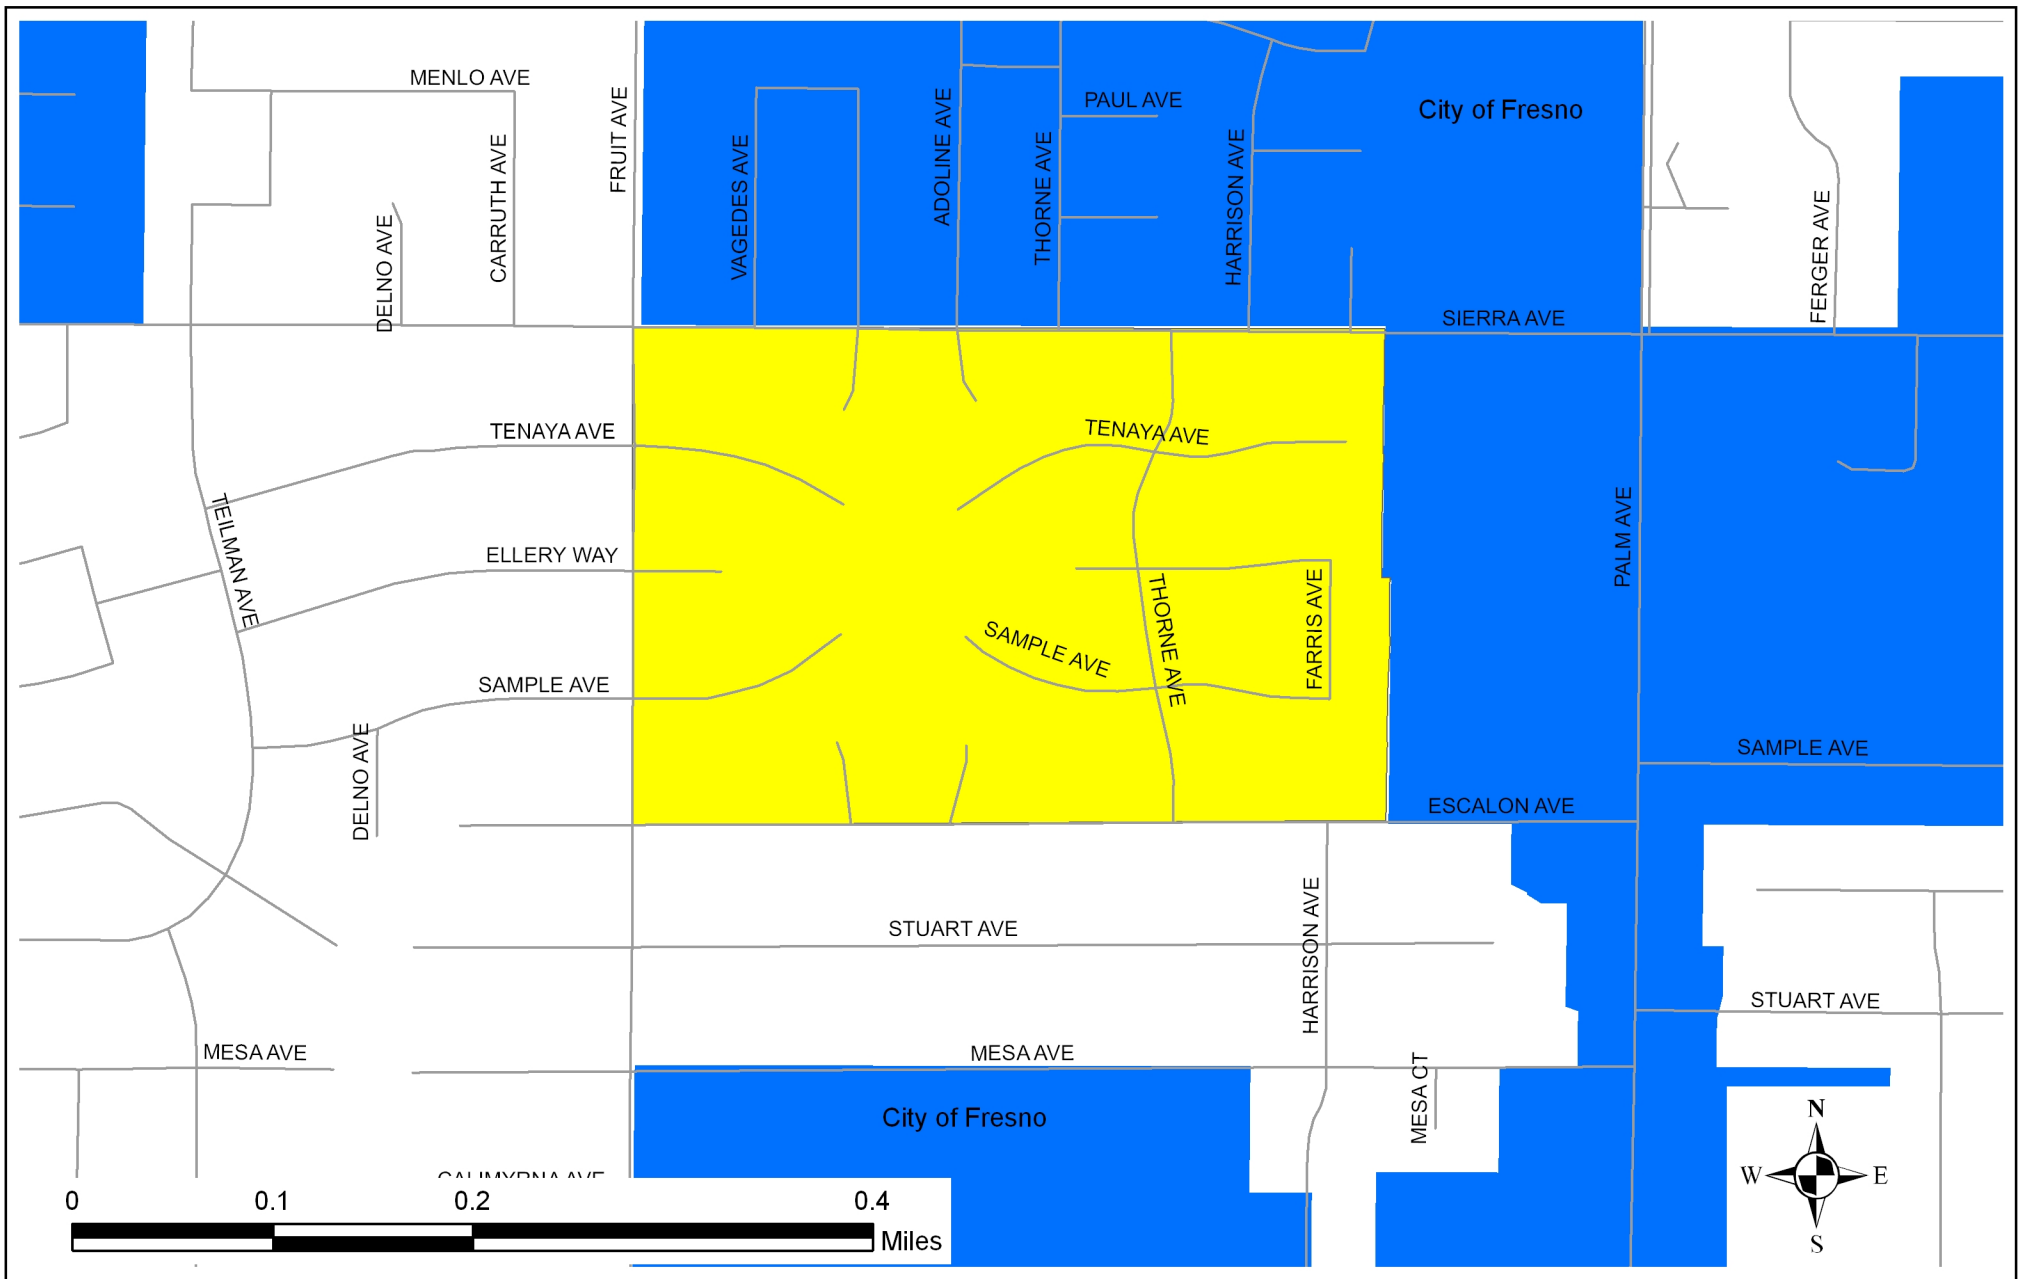 MENLO AVE
FRUIT AVE
CARRUTH AVE
DELNO AVE
VAGEDES AVE
ADOLINE AVE
THORNE AVE
PAUL AVE
HARRISON AVE
City of Fresno
FERGER AVE
SIERRA AVE
TENAYA AVE
TENAYA AVE
TEILMAN AVE
ELLERY WAY
PALM AVE
THORNE AVE
FARRIS AVE
SAMPLE AVE
SAMPLE AVE
DELNO AVE
SAMPLE AVE
ESCALON AVE
HARRISON AVE
STUART AVE
STUART AVE
MESA AVE
MESA AVE
MESA CT
City of Fresno
N
W E
S
CALIMYRNA AVE
0 0.1 0.2 0.4
Miles